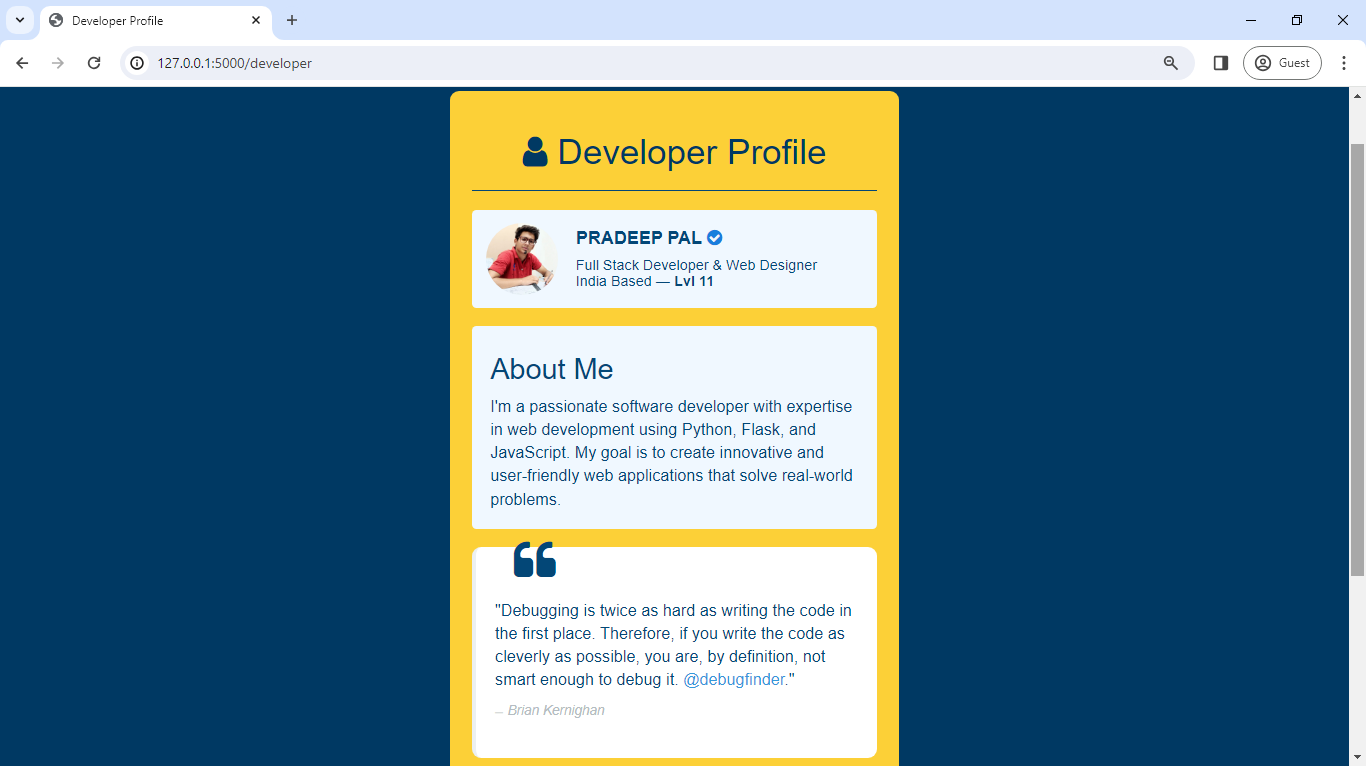 Developer Profile
127.0.0.1:5000/developer
Guest
Developer Profile
PRADEEP PAL
Full Stack Developer & Web Designer
India Based — Lvl 11
About Me
I'm a passionate software developer with expertise
in web development using Python, Flask, and
JavaScript. My goal is to create innovative and
user-friendly web applications that solve real-world
problems.
"Debugging is twice as hard as writing the code in
the first place. Therefore, if you write the code as
cleverly as possible, you are, by definition, not
smart enough to debug it. @debugfinder."
— Brian Kernighan